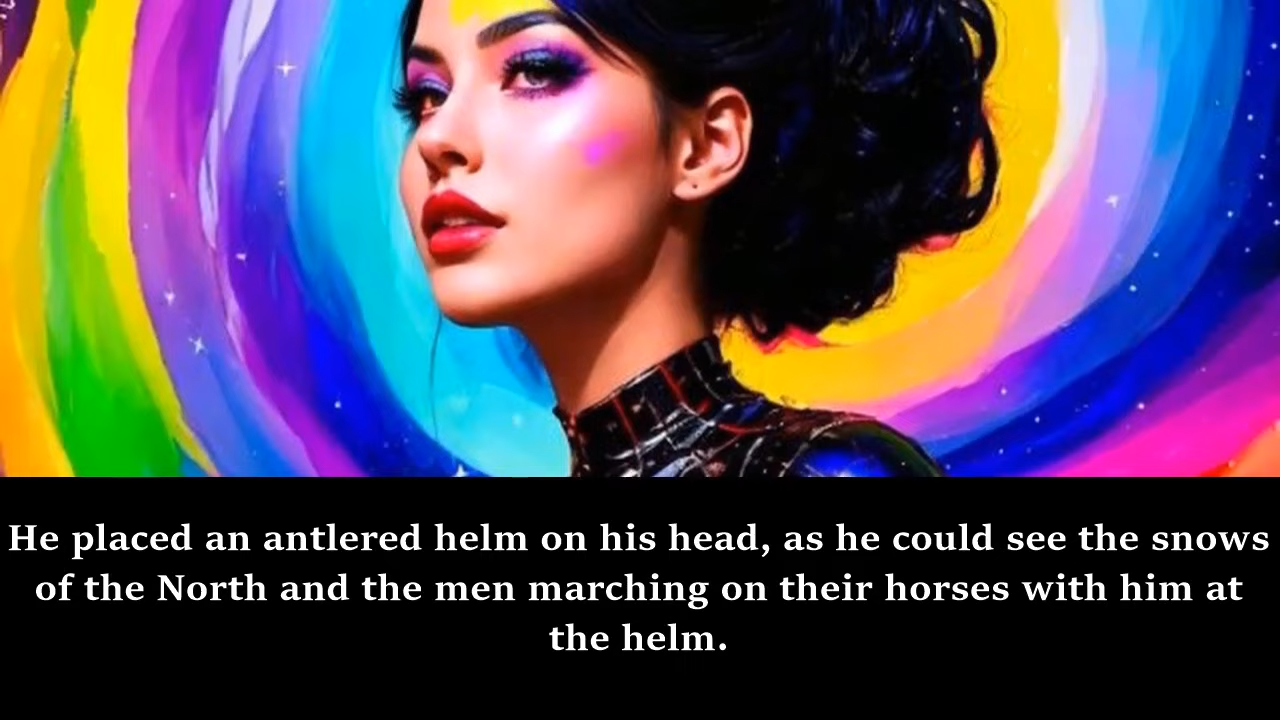 He placed an antlered helm on his head, as he could see the snows
of the North and the men marching on their horses with him at
the helm.